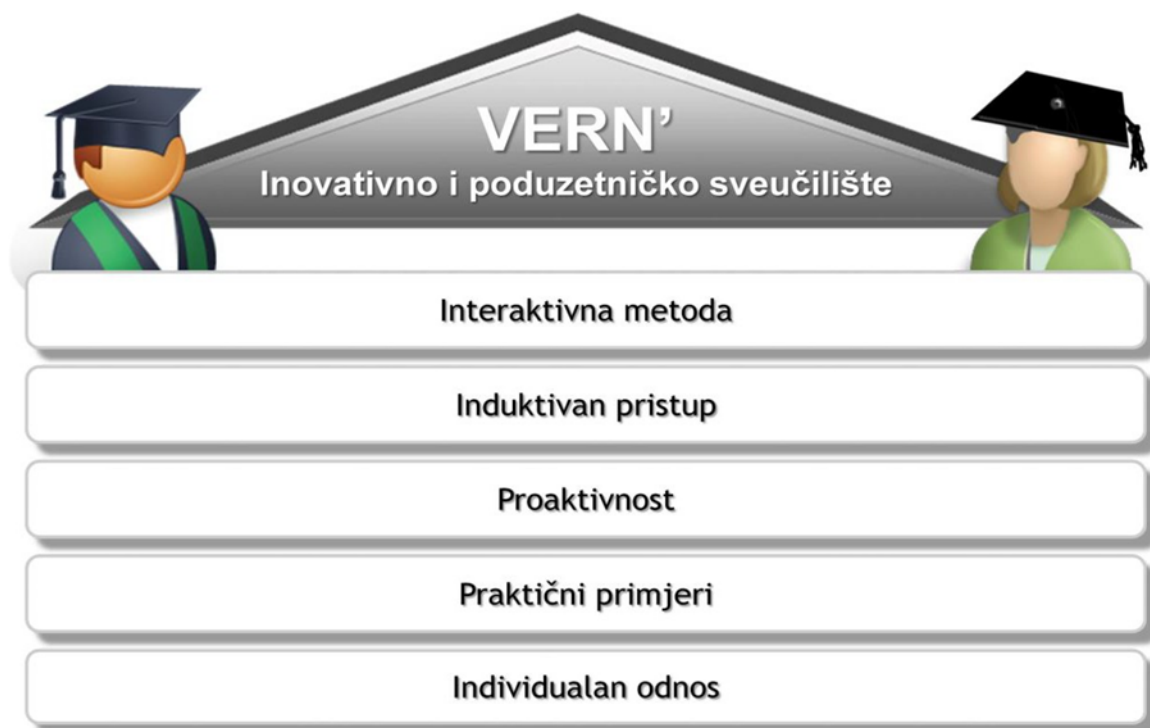 VERN’
Inovativno i poduzetničko sveučilište
Interaktivna metoda
Induktivan pristup
Proaktivnost
Praktični primjeri
Individualan odnos